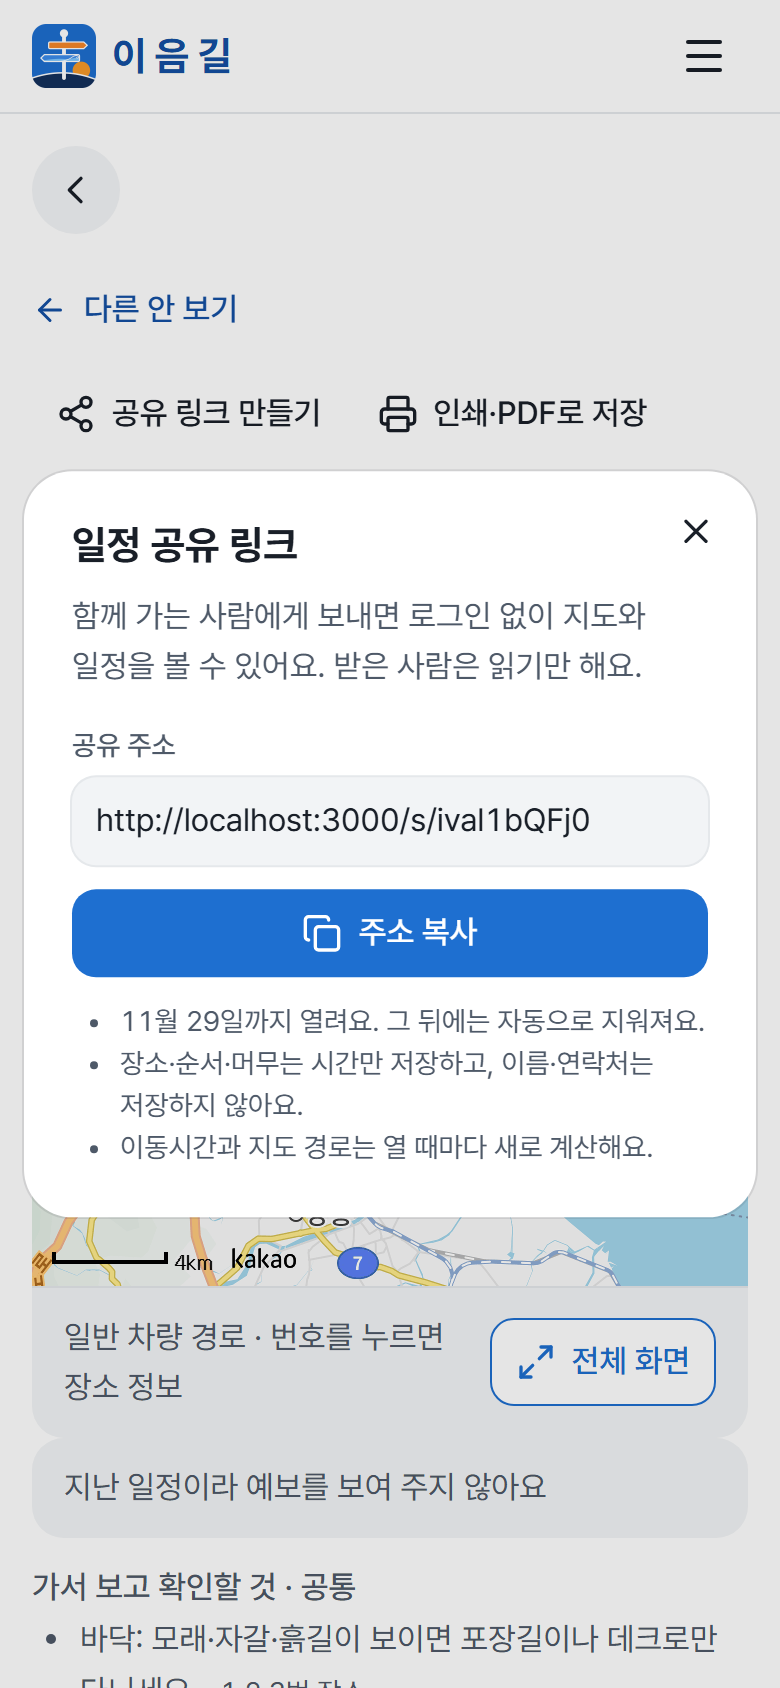 이음길
다른 안 보기
공유 링크 만들기
인쇄·PDF로 저장
일정 공유 링크
함께 가는 사람에게 보내면 로그인 없이 지도와
일정을 볼 수 있어요. 받은 사람은 읽기만 해요.
공유 주소
http://localhost:3000/s/ival1bQFj0
주소 복사
• 11월 29일까지 열려요. 그 뒤에는 자동으로 지워져요.
• 장소·순서·머무는 시간만 저장하고, 이름·연락처는
저장하지 않아요.
• 이동시간과 지도 경로는 열 때마다 새로 계산해요.
4km
kakao
7
일반 차량 경로 · 번호를 누르면
장소 정보
전체 화면
지난 일정이라 예보를 보여 주지 않아요
가서 보고 확인할 것 · 공통
• 바닥: 모래·자갈·흙길이 보이면 포장길이나 데크로만